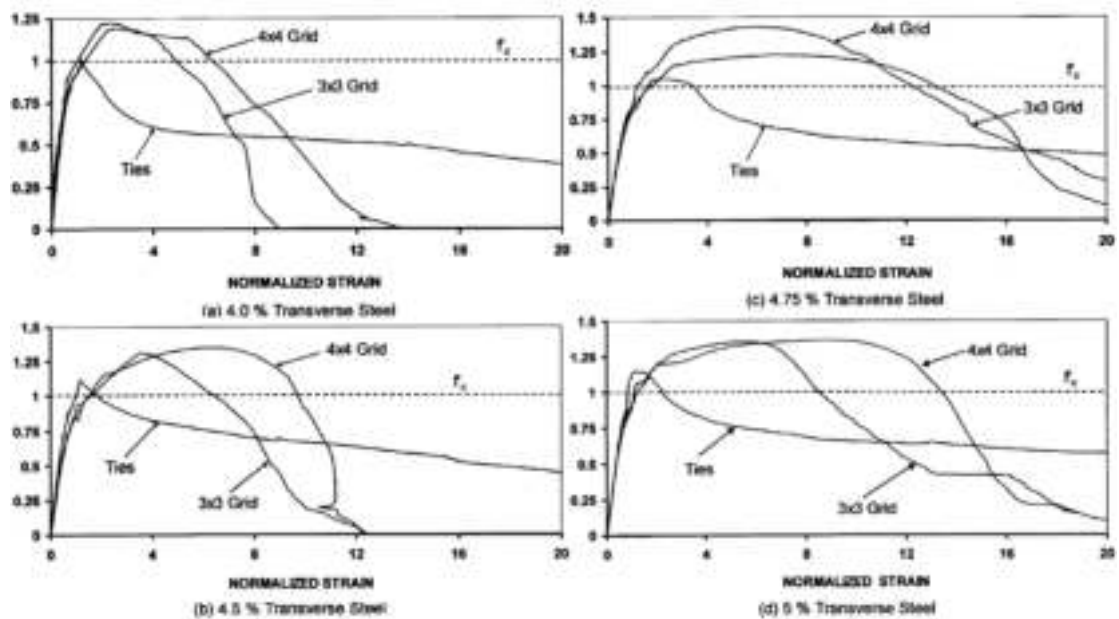 1.25
1
0.75
0.5
0.25
0
4x4 Grid
f'c
3x3 Grid
Ties
0 4 8 12 16 20
NORMALIZED STRAIN
(a) 4.0 % Transverse Steel
1.5
1.25
1
0.75
0.5
0.25
0
4x4 Grid
f'c
3x3 Grid
Ties
0 4 8 12 16 20
NORMALIZED STRAIN
(c) 4.75 % Transverse Steel
1.5
1.25
1
0.75
0.5
0.25
0
4x4 Grid
f'c
Ties
3x3 Grid
0 4 8 12 16 20
NORMALIZED STRAIN
(b) 4.5 % Transverse Steel
1.5
1.25
1
0.75
0.5
0.25
0
4x4 Grid
f'c
Ties
3x3 Grid
0 4 8 12 16 20
NORMALIZED STRAIN
(d) 5 % Transverse Steel